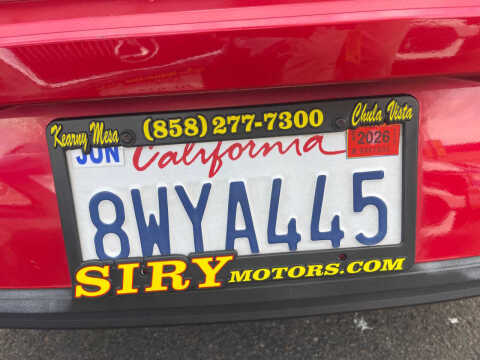 Kearny Mesa (858) 277-7300 Chula Vista
JUN California 2026
8WYA445
SIRY MOTORS.COM